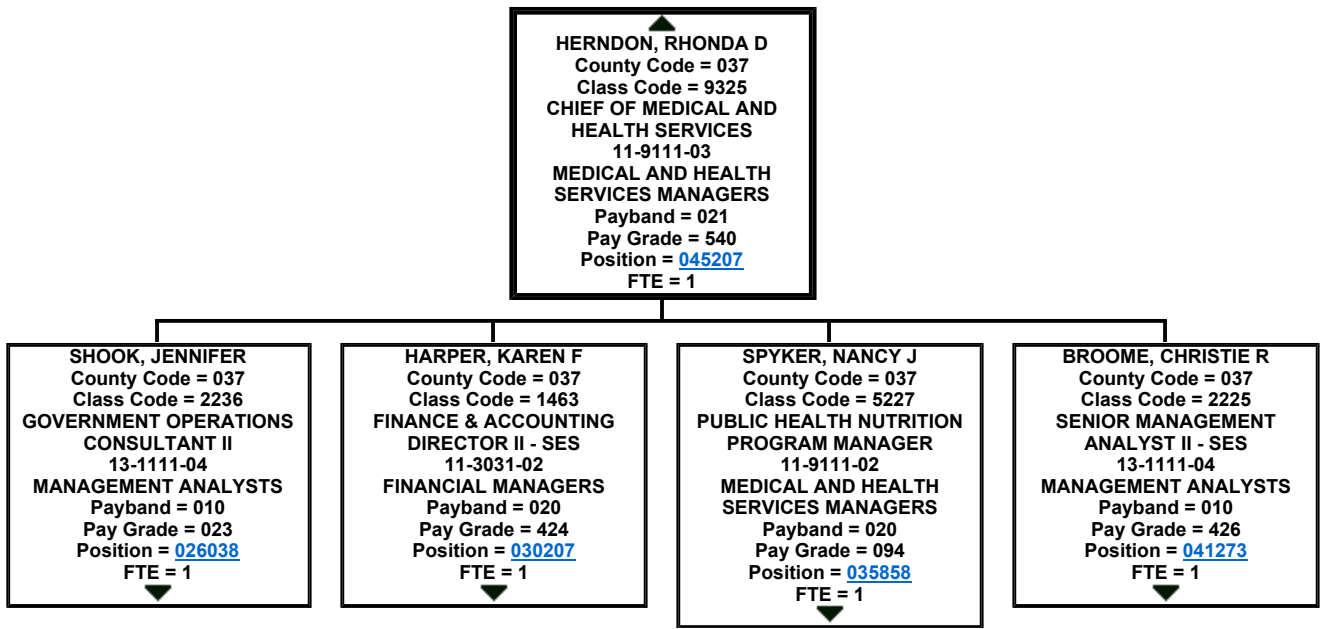 HERNDON, RHONDA D
County Code = 037
Class Code = 9325
CHIEF OF MEDICAL AND
HEALTH SERVICES
11-9111-03
MEDICAL AND HEALTH
SERVICES MANAGERS
Payband = 021
Pay Grade = 540
Position = 045207
FTE = 1
SHOOK, JENNIFER
County Code = 037
Class Code = 2236
GOVERNMENT OPERATIONS
CONSULTANT II
13-1111-04
MANAGEMENT ANALYSTS
Payband = 010
Pay Grade = 023
Position = 026038
FTE = 1
HARPER, KAREN F
County Code = 037
Class Code = 1463
FINANCE & ACCOUNTING
DIRECTOR II - SES
11-3031-02
FINANCIAL MANAGERS
Payband = 020
Pay Grade = 424
Position = 030207
FTE = 1
SPYKER, NANCY J
County Code = 037
Class Code = 5227
PUBLIC HEALTH NUTRITION
PROGRAM MANAGER
11-9111-02
MEDICAL AND HEALTH
SERVICES MANAGERS
Payband = 020
Pay Grade = 094
Position = 035858
FTE = 1
BROOME, CHRISTIE R
County Code = 037
Class Code = 2225
SENIOR MANAGEMENT
ANALYST II - SES
13-1111-04
MANAGEMENT ANALYSTS
Payband = 010
Pay Grade = 426
Position = 041273
FTE = 1